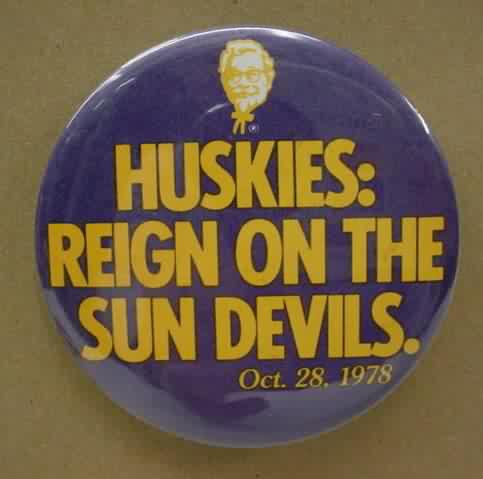 ®
HUSKIES:
REIGN ON THE
SUN DEVILS.
Oct. 28, 1978